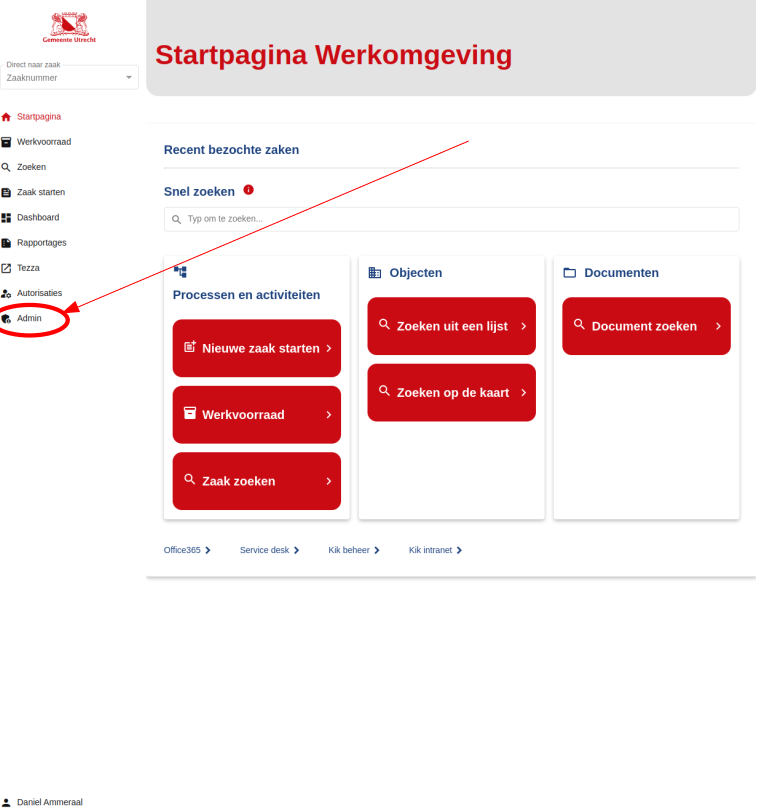 Gemeente Utrecht
Direct naar zaak
Zaaknummer
Startpagina
Werkvoorraad
Zoeken
Zaak starten
Dashboard
Rapportages
Tezza
Autorisaties
Admin
Daniel Ammeraal
Startpagina Werkomgeving
Recent bezochte zaken
Snel zoeken
Typ om te zoeken...
Processen en activiteiten
Nieuwe zaak starten
Werkvoorraad
Zaak zoeken
Objecten
Zoeken uit een lijst
Zoeken op de kaart
Documenten
Document zoeken
Office365
Service desk
Kik beheer
Kik intranet